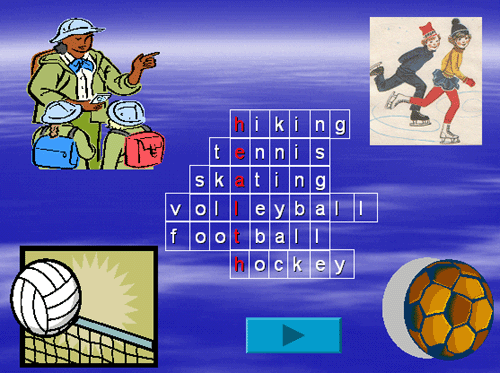 hiking
tennis
skating
volleyball
football
hockey